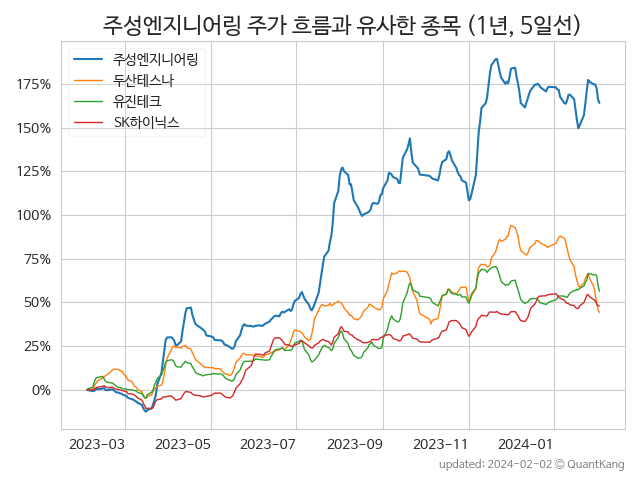 주성엔지니어링 주가 흐름과 유사한 종목 (1년, 5일선)
주성엔지니어링
두산테스나
유진테크
SK하이닉스
175%
150%
125%
100%
75%
50%
25%
0%
2023-03 2023-05 2023-07 2023-09 2023-11 2024-01
updated: 2024-02-02 © QuantKang